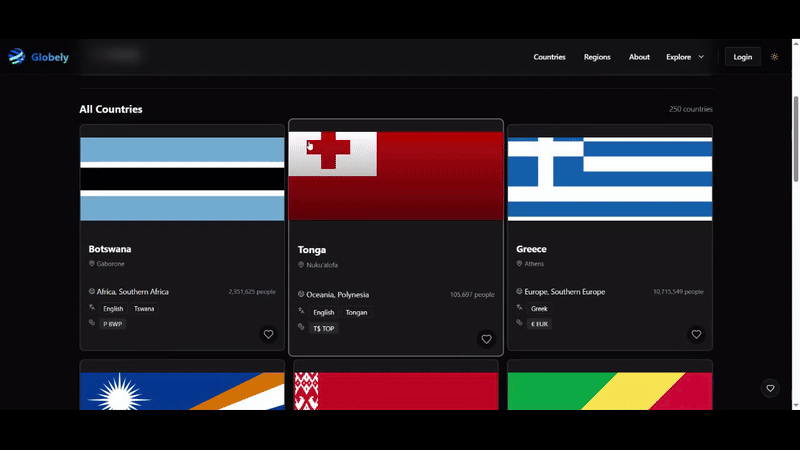 Globely
Countries Regions About Explore Login
All Countries 250 countries
Botswana
Gaborone
Africa, Southern Africa 2,351,625 people
English Tswana
P BWP
Tonga
Nuku'alofa
Oceania, Polynesia 105,697 people
English Tongan
T$ TOP
Greece
Athens
Europe, Southern Europe 10,715,549 people
Greek
€ EUR